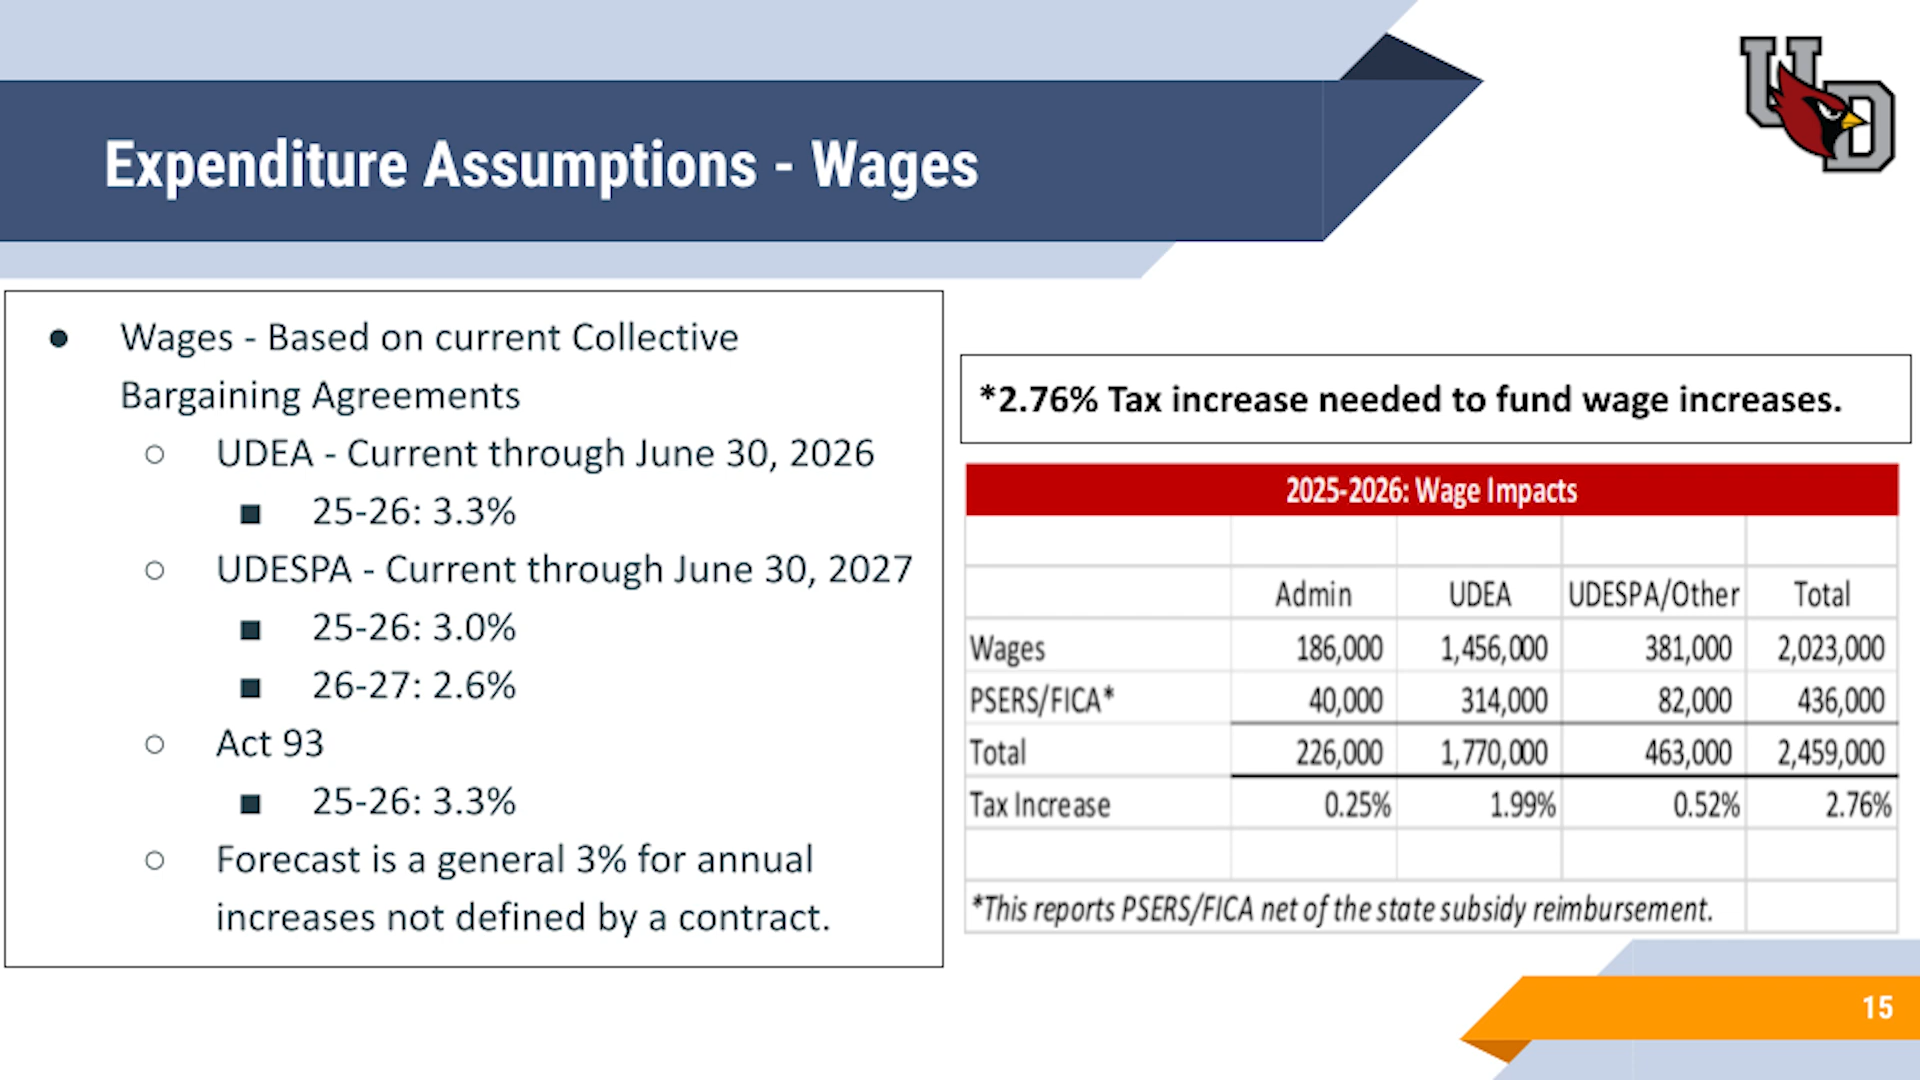 UD
Expenditure Assumptions - Wages
● Wages - Based on current Collective
Bargaining Agreements
○ UDEA - Current through June 30, 2026
■ 25-26: 3.3%
○ UDESPA - Current through June 30, 2027
■ 25-26: 3.0%
■ 26-27: 2.6%
○ Act 93
■ 25-26: 3.3%
○ Forecast is a general 3% for annual
increases not defined by a contract.
*2.76% Tax increase needed to fund wage increases.
2025-2026: Wage Impacts
Admin UDEA UDESPA/Other Total
Wages 186,000 1,456,000 381,000 2,023,000
PSERS/FICA* 40,000 314,000 82,000 436,000
Total 226,000 1,770,000 463,000 2,459,000
Tax Increase 0.25% 1.99% 0.52% 2.76%
*This reports PSERS/FICA net of the state subsidy reimbursement.
15